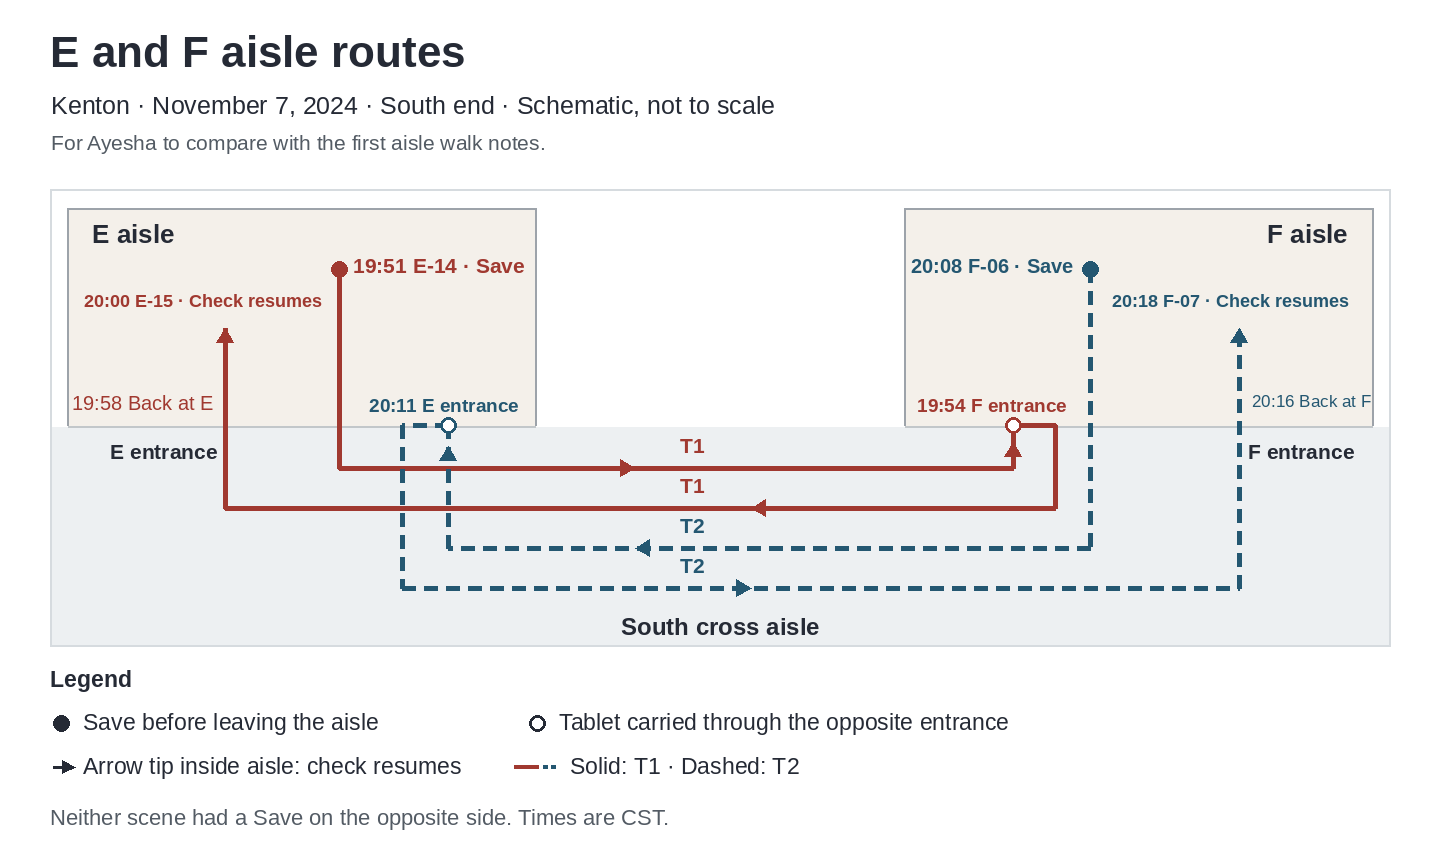 E and F aisle routes
Kenton · November 7, 2024 · South end · Schematic, not to scale
For Ayesha to compare with the first aisle walk notes.
E aisle
F aisle
19:51 E-14 · Save
20:08 F-06 · Save
20:00 E-15 · Check resumes
20:18 F-07 · Check resumes
19:58 Back at E
20:11 E entrance
19:54 F entrance
20:16 Back at F
E entrance
T1
F entrance
T1
T2
T2
South cross aisle
Legend
Save before leaving the aisle
Tablet carried through the opposite entrance
Arrow tip inside aisle: check resumes
Solid: T1 · Dashed: T2
Neither scene had a Save on the opposite side. Times are CST.